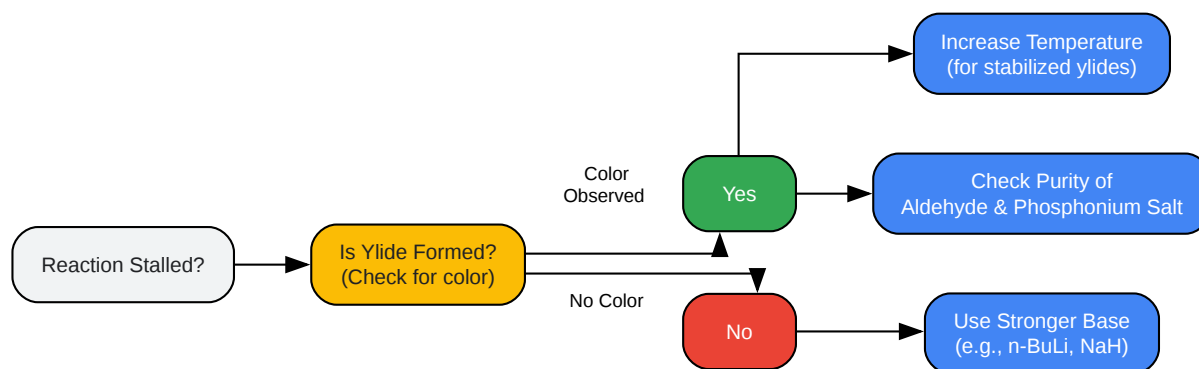 Reaction Stalled?
Is Ylide Formed?
(Check for color)
Color
Observed
No Color
Yes
No
Increase Temperature
(for stabilized ylides)
Check Purity of
Aldehyde & Phosphonium Salt
Use Stronger Base
(e.g., n-BuLi, NaH)